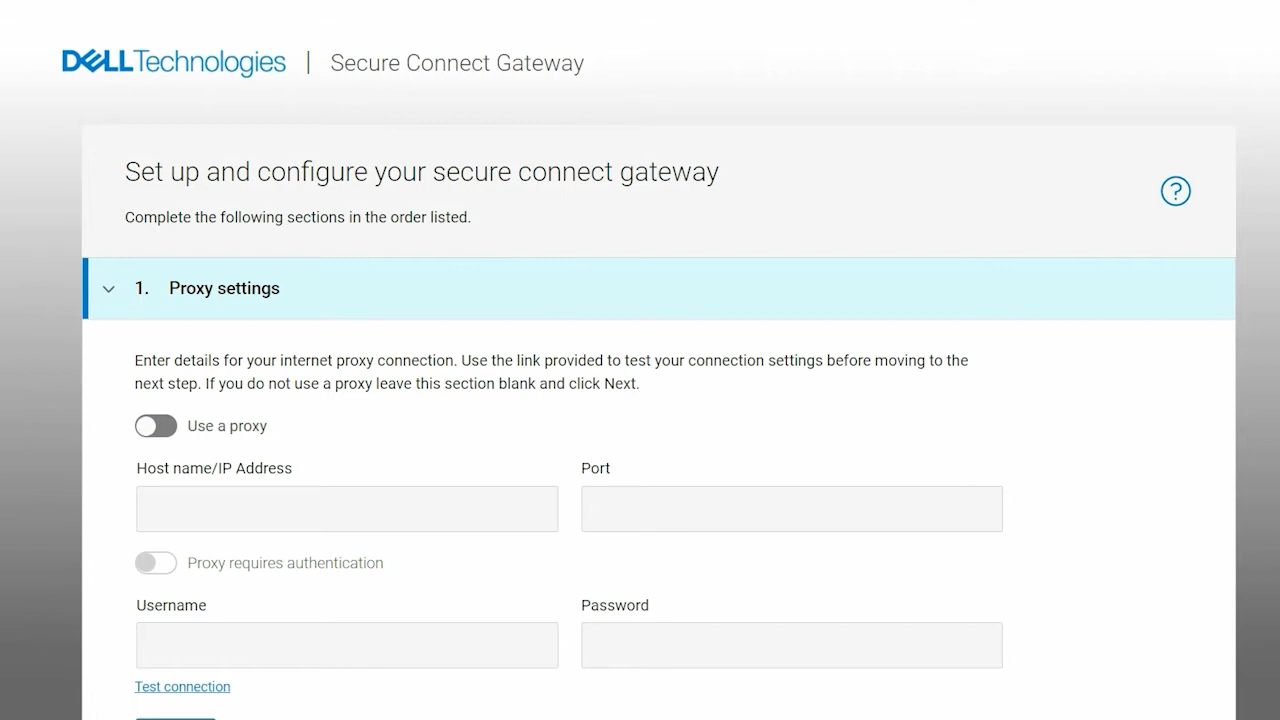 DELLTechnologies | Secure Connect Gateway
Set up and configure your secure connect gateway
?
Complete the following sections in the order listed.
1. Proxy settings
Enter details for your internet proxy connection. Use the link provided to test your connection settings before moving to the
next step. If you do not use a proxy leave this section blank and click Next.
Use a proxy
Host name/IP Address Port
Proxy requires authentication
Username Password
Test connection